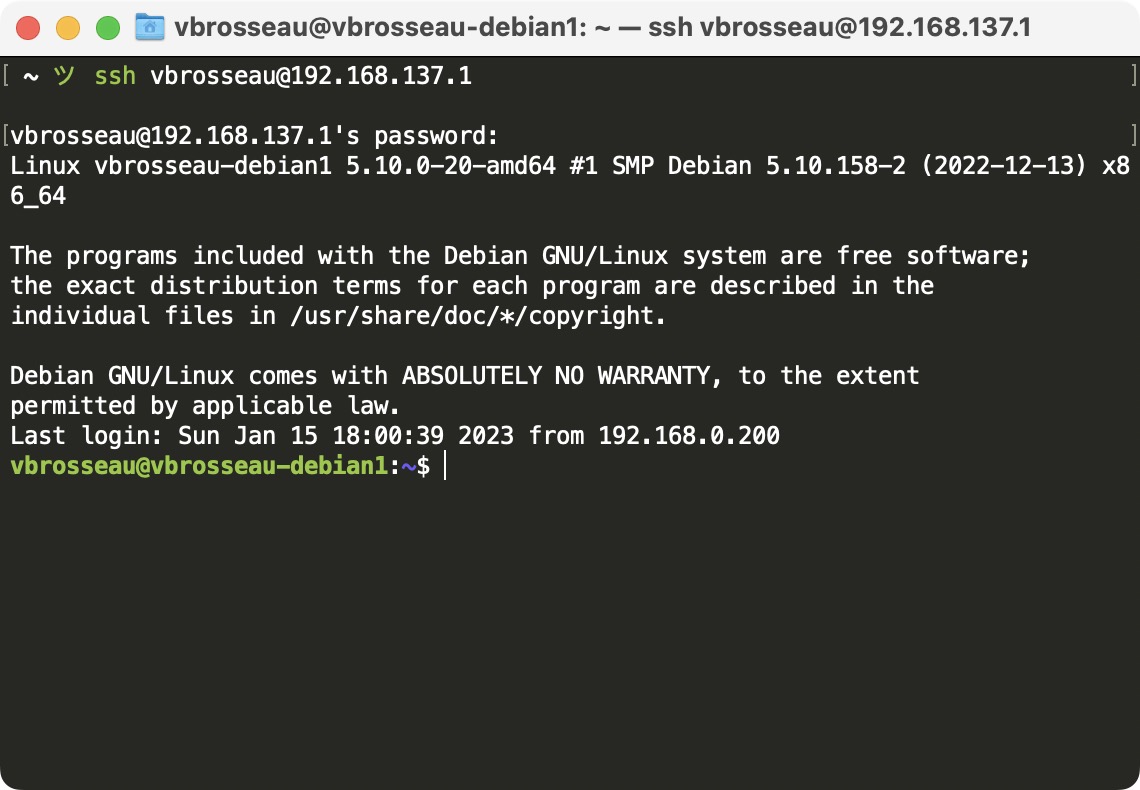 vbrosseau@vbrosseau-debian1: ~ — ssh vbrosseau@192.168.137.1
[ ~ ツ ssh vbrosseau@192.168.137.1 ]
[vbrosseau@192.168.137.1's password: ]
Linux vbrosseau-debian1 5.10.0-20-amd64 #1 SMP Debian 5.10.158-2 (2022-12-13) x8
6_64
The programs included with the Debian GNU/Linux system are free software;
the exact distribution terms for each program are described in the
individual files in /usr/share/doc/*/copyright.
Debian GNU/Linux comes with ABSOLUTELY NO WARRANTY, to the extent
permitted by applicable law.
Last login: Sun Jan 15 18:00:39 2023 from 192.168.0.200
vbrosseau@vbrosseau-debian1:~$